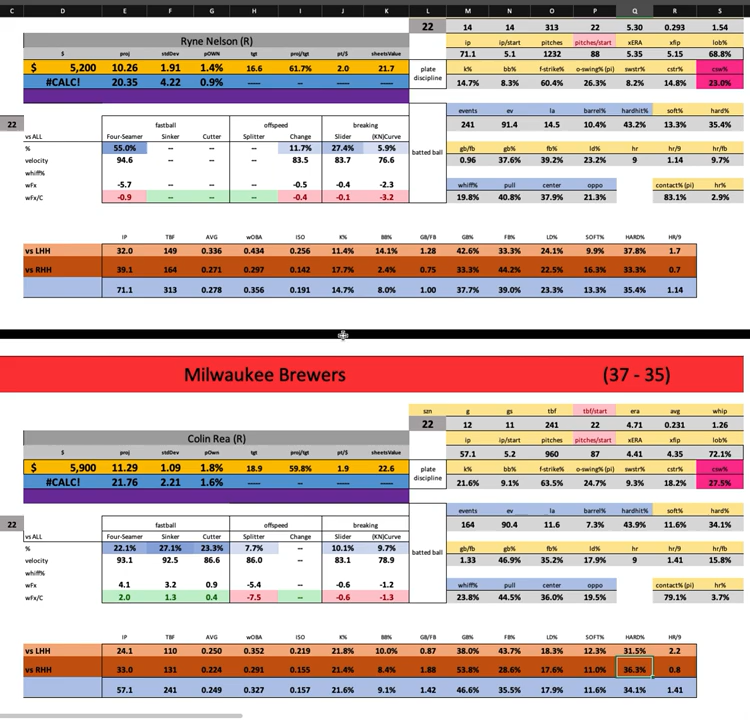 C D E F G H I J K L M N O P Q R S
22 14 14 313 22 5.30 0.293 1.54
Ryne Nelson (R) ip ip/start pitches pitches/start xERA xfip lob%
71.1 5.1 1232 88 5.35 5.15 68.8%
$ proj stdDev pOWN tgt proj/tgt pt/$ sheetsValue plate discipline k% bb% f-strike% o-swing% (pi) swstr% cstr% csw%
$ 5,200 10.26 1.91 1.4% 16.6 61.7% 2.0 21.7
#CALC! 20.35 4.22 0.9% ---- -- ---- ---- 14.7% 8.3% 60.4% 26.3% 8.2% 14.8% 23.0%
events ev la barrel% hardhit% soft% hard%
22 fastball offspeed breaking 241 91.4 14.5 10.4% 43.2% 13.3% 35.4%
vs ALL Four-Seamer Sinker Cutter Splitter Change Slider (KN)Curve batted ball
% 55.0% -- -- -- 11.7% 27.4% 5.9% gb/fb gb% fb% ld% hr hr/9 hr/fb
velocity 94.6 -- -- -- 83.5 83.7 76.6 0.96 37.6% 39.2% 23.2% 9 1.14 9.7%
whiff%
wFx -5.7 -- -- -- -0.5 -0.4 -2.3 whiff% pull center oppo contact% (pi) hr%
wFx/C -0.9 -- -- -- -0.4 -0.1 -3.2 19.8% 40.8% 37.9% 21.3% 83.1% 2.9%
IP TBF AVG wOBA ISO K% BB% GB/FB GB% FB% LD% SOFT% HARD% HR/9
vs LHH 32.0 149 0.336 0.434 0.256 11.4% 14.1% 1.28 42.6% 33.3% 24.1% 9.9% 37.8% 1.7
vs RHH 39.1 164 0.271 0.297 0.142 17.7% 2.4% 0.75 33.3% 44.2% 22.5% 16.3% 33.3% 0.7
71.1 313 0.278 0.356 0.191 14.7% 8.0% 1.00 37.7% 39.0% 23.3% 13.3% 35.4% 1.14
Milwaukee Brewers (37 - 35)
szn g gs tbf tbf/start era avg whip
22 12 11 241 22 4.71 0.231 1.26
Colin Rea (R) ip ip/start pitches pitches/start xERA xfip lob%
57.1 5.2 960 87 4.41 4.35 72.1%
$ proj stdDev pOWN tgt proj/tgt pt/$ sheetsValue plate discipline k% bb% f-strike% o-swing% (pi) swstr% cstr% csw%
$ 5,900 11.29 1.09 1.8% 18.9 59.8% 1.9 22.6
#CALC! 21.76 2.21 1.6% ---- -- ---- ---- 21.6% 9.1% 63.5% 24.7% 9.3% 18.2% 27.5%
events ev la barrel% hardhit% soft% hard%
22 fastball offspeed breaking 164 90.4 11.6 7.3% 43.9% 11.6% 34.1%
vs ALL Four-Seamer Sinker Cutter Splitter Change Slider (KN)Curve batted ball
% 22.1% 27.1% 23.3% 7.7% -- 10.1% 9.7% gb/fb gb% fb% ld% hr hr/9 hr/fb
velocity 93.1 92.5 86.6 86.0 -- 83.1 78.9 1.33 46.9% 35.2% 17.9% 9 1.41 15.8%
whiff%
wFx 4.1 3.2 0.9 -5.4 -- -0.6 -1.2 whiff% pull center oppo contact% (pi) hr%
wFx/C 2.0 1.3 0.4 -7.5 -- -0.6 -1.3 23.8% 44.5% 36.0% 19.5% 79.1% 3.7%
IP TBF AVG wOBA ISO K% BB% GB/FB GB% FB% LD% SOFT% HARD% HR/9
vs LHH 24.1 110 0.250 0.352 0.219 21.8% 10.0% 0.87 38.0% 43.7% 18.3% 12.3% 31.5% 2.2
vs RHH 33.0 131 0.224 0.291 0.155 21.4% 8.4% 1.88 53.8% 28.6% 17.6% 11.0% 36.3% 0.8
57.1 241 0.249 0.327 0.157 21.6% 9.1% 1.42 46.6% 35.5% 17.9% 11.6% 34.1% 1.41